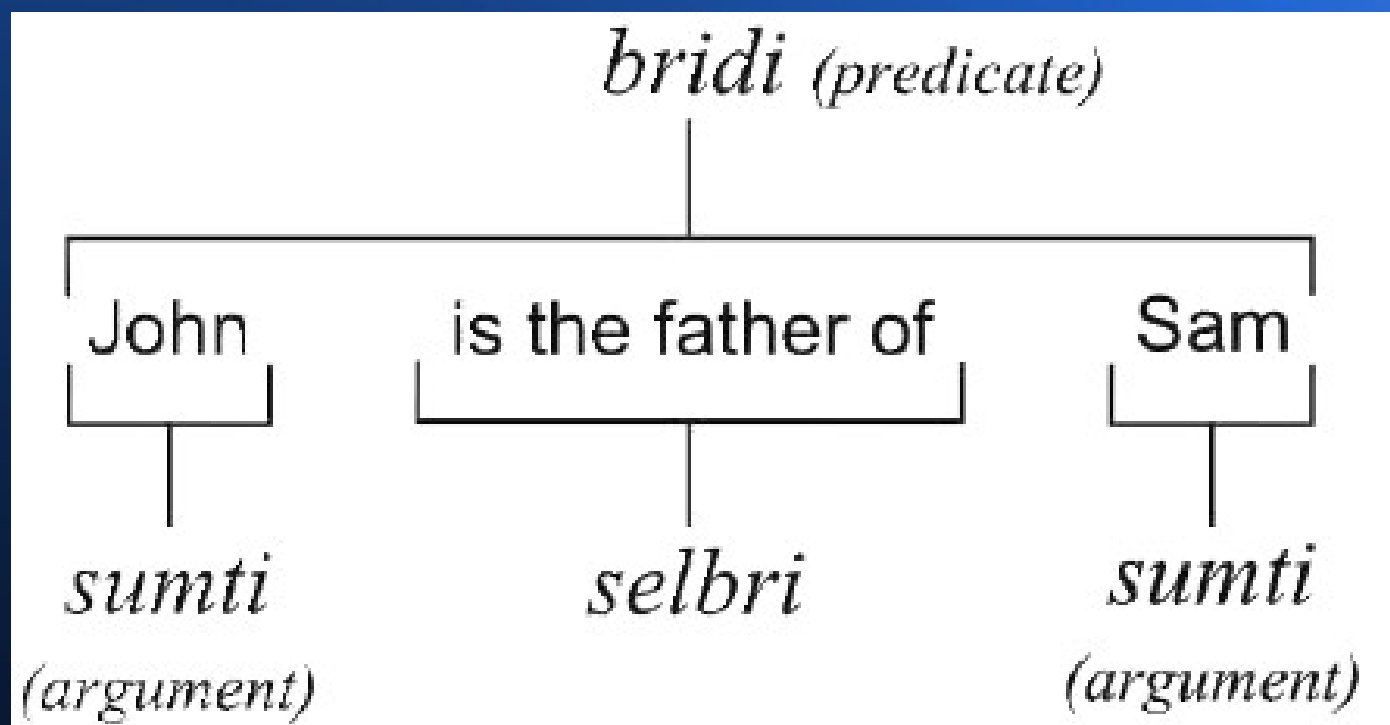 bridi (predicate)
John is the father of Sam
sumti selbri sumti
(argument) (argument)